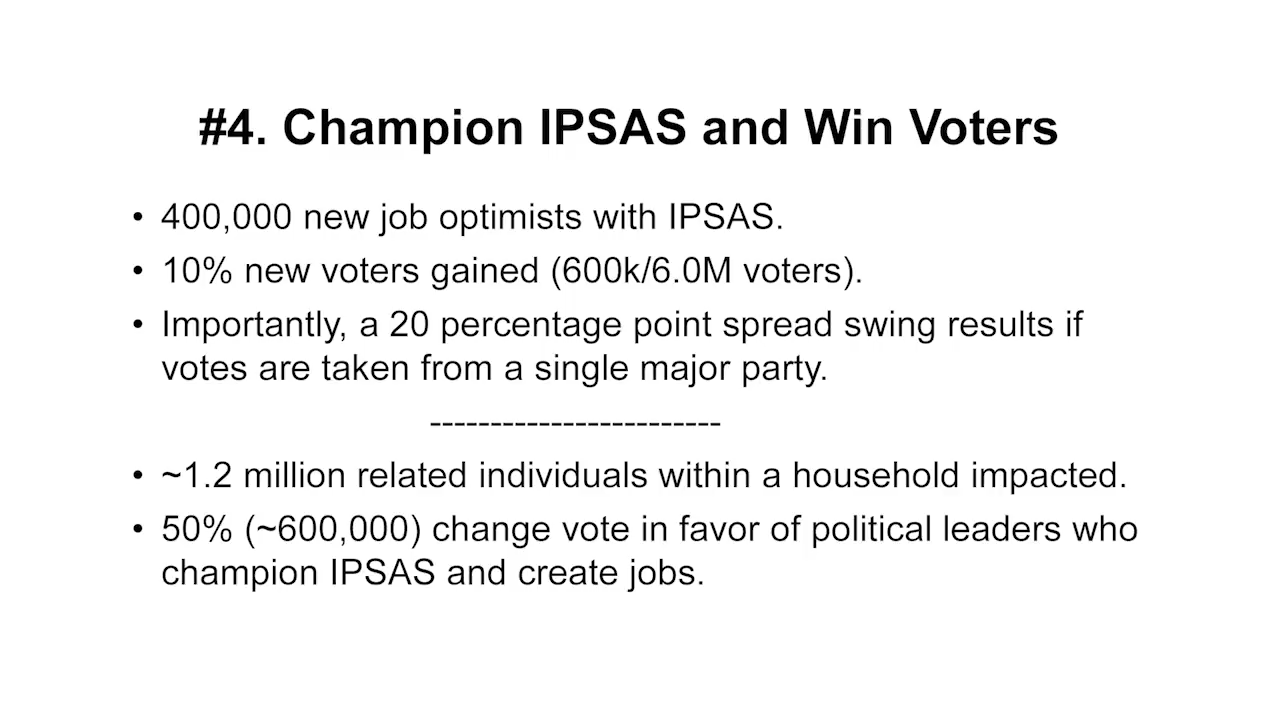 #4. Champion IPSAS and Win Voters
• 400,000 new job optimists with IPSAS.
• 10% new voters gained (600k/6.0M voters).
• Importantly, a 20 percentage point spread swing results if
votes are taken from a single major party.
------------------------
• ~1.2 million related individuals within a household impacted.
• 50% (~600,000) change vote in favor of political leaders who
champion IPSAS and create jobs.